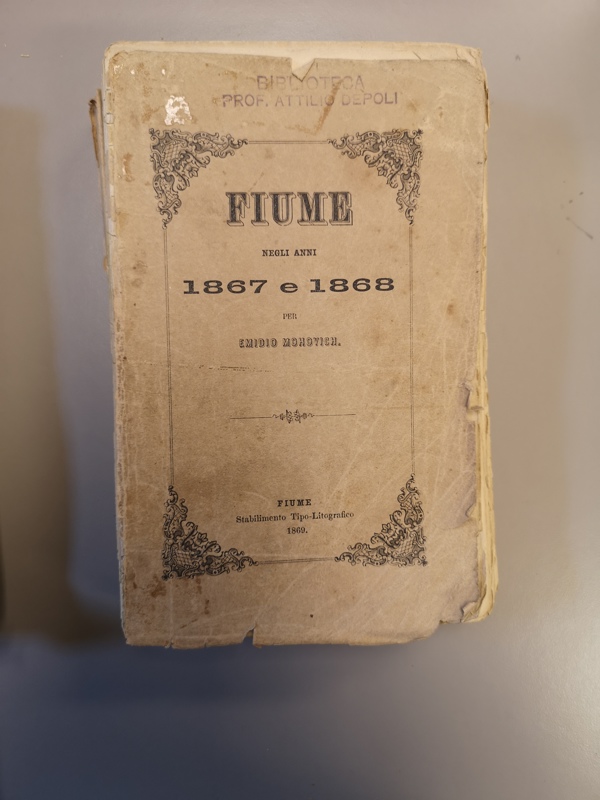 BIBLIOTECA
PROF. ATTILIO DEPOLI
FIUME
NEGLI ANNI
1867 e 1868
PER
EMIDIO MOHOVICH.
FIUME
Stabilimento Tipo-Litografico
1869.